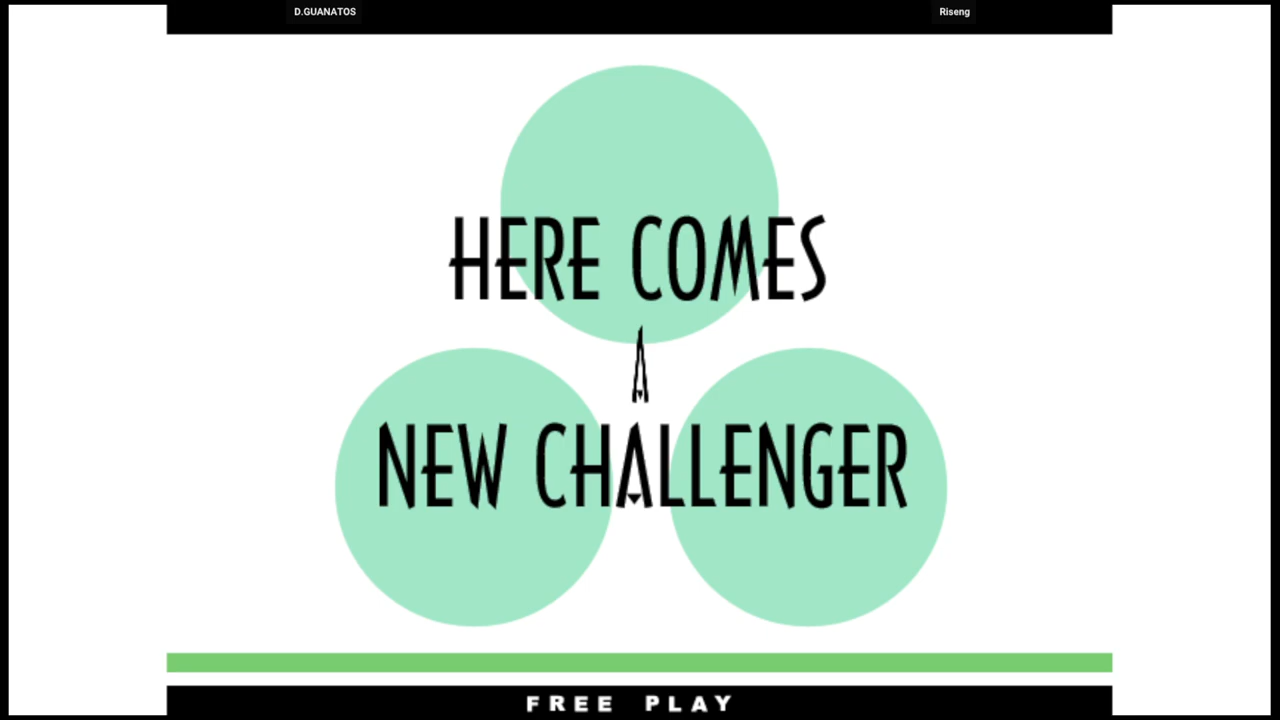 D.GUANATOS
Riseng
HERE COMES
A
NEW CHALLENGER
FREE PLAY